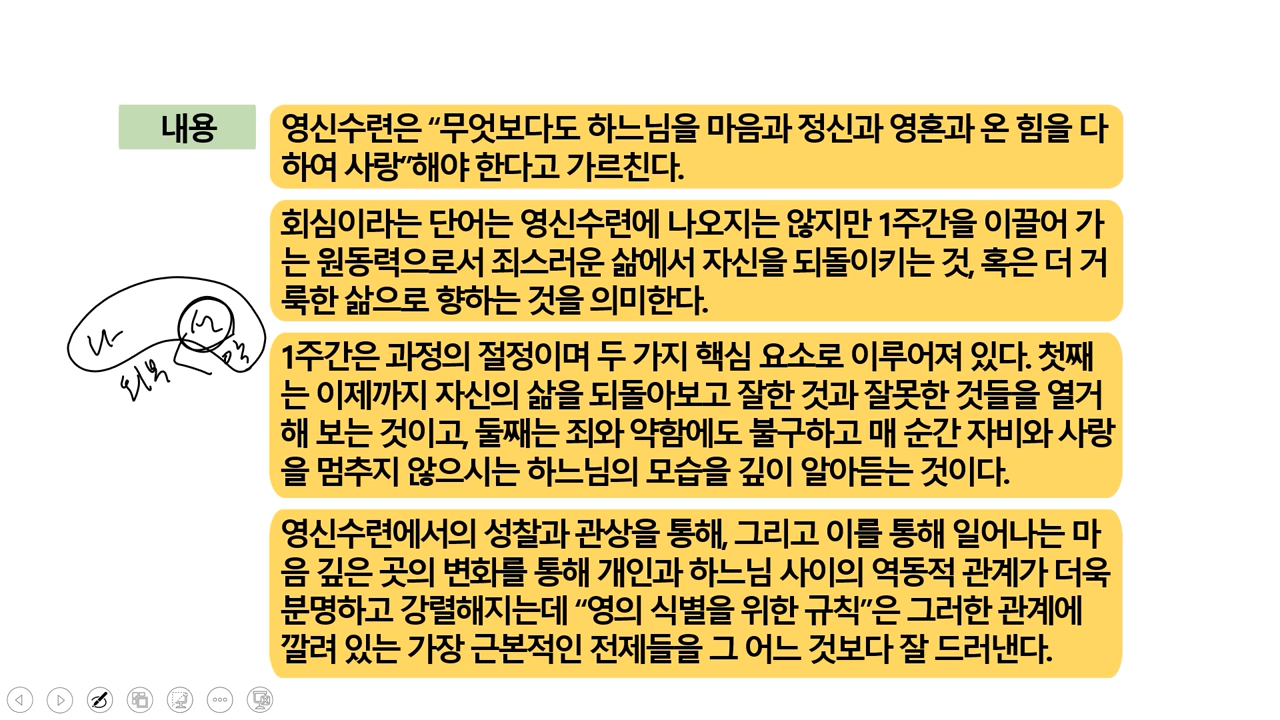 내용
영신수련은 “무엇보다도 하느님을 마음과 정신과 영혼과 온 힘을 다
하여 사랑”해야 한다고 가르친다.
회심이라는 단어는 영신수련에 나오지는 않지만 1주간을 이끌어 가
는 원동력으로서 죄스러운 삶에서 자신을 되돌이키는 것, 혹은 더 거
룩한 삶으로 향하는 것을 의미한다.
나
1주간은 과정의 절정이며 두 가지 핵심 요소로 이루어져 있다. 첫째
는 이제까지 자신의 삶을 되돌아보고 잘한 것과 잘못한 것들을 열거
해 보는 것이고, 둘째는 죄와 약함에도 불구하고 매 순간 자비와 사랑
을 멈추지 않으시는 하느님의 모습을 깊이 알아듣는 것이다.
영신수련에서의 성찰과 관상을 통해, 그리고 이를 통해 일어나는 마
음 깊은 곳의 변화를 통해 개인과 하느님 사이의 역동적 관계가 더욱
분명하고 강렬해지는데 “영의 식별을 위한 규칙”은 그러한 관계에
깔려 있는 가장 근본적인 전제들을 그 어느 것보다 잘 드러낸다.